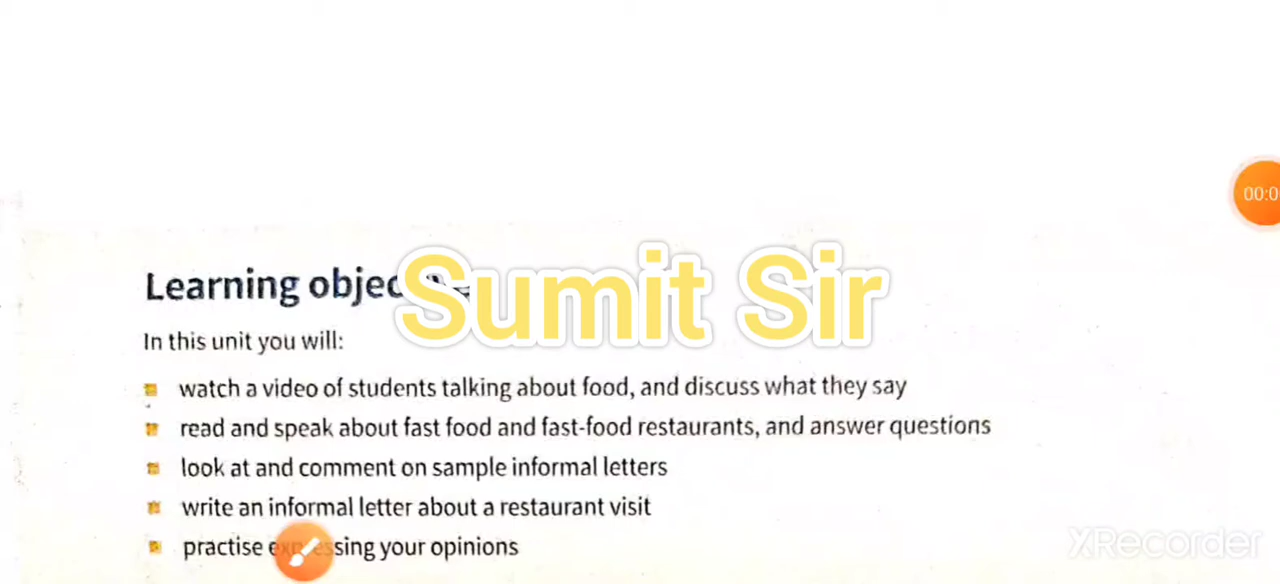 00:0
Learning
Sumit Sir
In this unit you will:
watch a video of students talking about food, and discuss what they say
read and speak about fast food and fast-food restaurants, and answer questions
look at and comment on sample informal letters
write an informal letter about a restaurant visit
practise your opinions
XRecorder